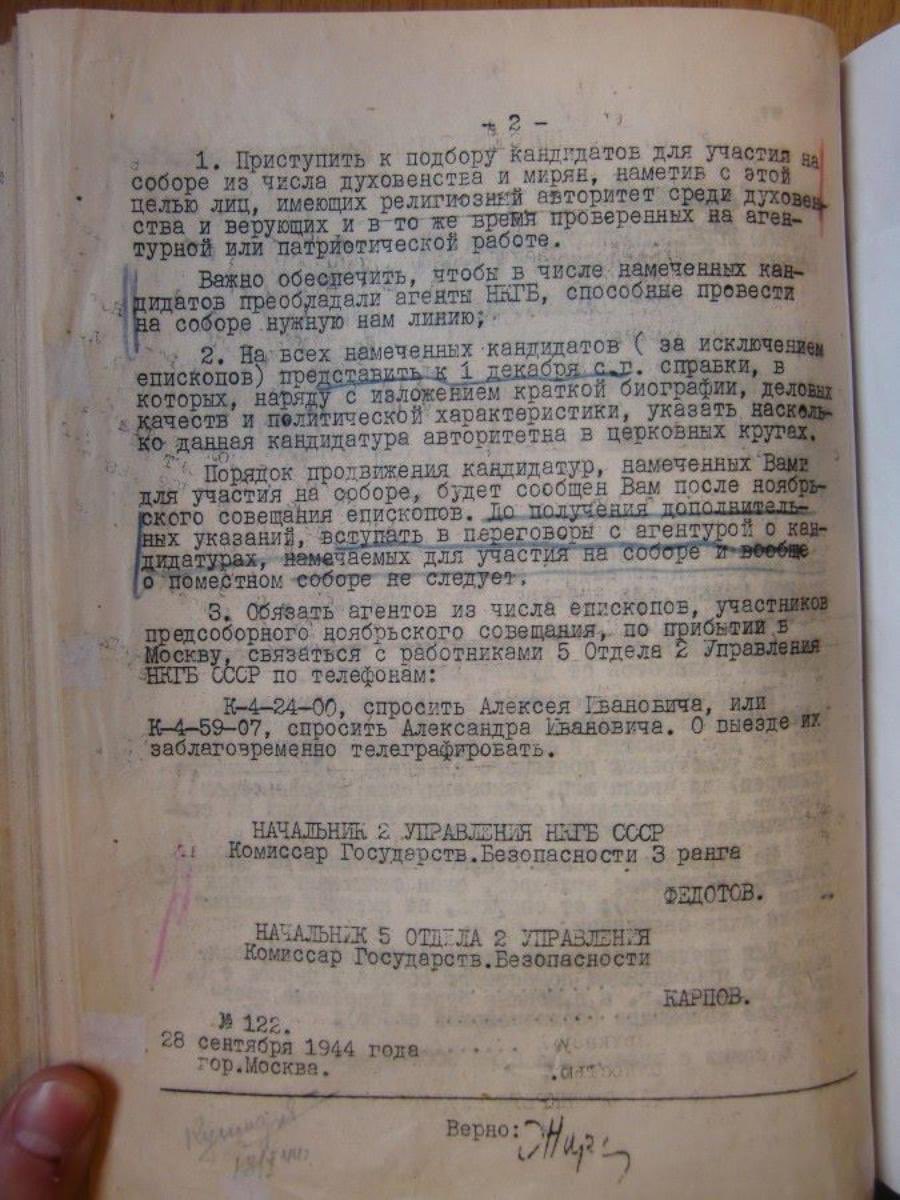 - 2 -
1. Приступить к подбору кандидатов для участия на
соборе из числа духовенства и мирян, наметив с этой
целью лиц, имеющих религиозный авторитет среди духовен-
ства и верующих и в то же время проверенных на аген-
турной или патриотической работе.
Важно обеспечить, чтобы в числе намеченных кан-
дидатов преобладали агенты НКГБ, способные провести
на соборе нужную нам линию;
2. На всех намеченных кандидатов ( за исключением
епископов) представить к 1 декабря с.г. справки, в
которых, наряду с изложением краткой биографии, деловых
качеств и политической характеристики, указать насколь-
ко данная кандидатура авторитетна в церковных кругах.
Порядок продвижения кандидатур, намеченных Вами
для участия на соборе, будет сообщен Вам после ноябрь-
ского совещания епископов. До получения дополнитель-
ных указаний, вступать в переговоры с агентурой о кан-
дидатурах, намечаемых для участия на соборе и вообще
о поместном соборе не следует.
3. Обязать агентов из числа епископов, участников
предсоборного ноябрьского совещания, по прибытии в
Москву, связаться с работниками 5 Отдела 2 Управления
НКГБ СССР по телефонам:
К-4-24-00, спросить Алексея Ивановича, или
К-4-59-07, спросить Александра Ивановича. О выезде их
заблаговременно телеграфировать.
НАЧАЛЬНИК 2 УПРАВЛЕНИЯ НКГБ СССР
Комиссар Государств.Безопасности 3 ранга
ФЕДОТОВ.
НАЧАЛЬНИК 5 ОТДЕЛА 2 УПРАВЛЕНИЯ
Комиссар Государств.Безопасности
КАРПОВ.
№ 122.
28 сентября 1944 года
гор.Москва.
Верно: